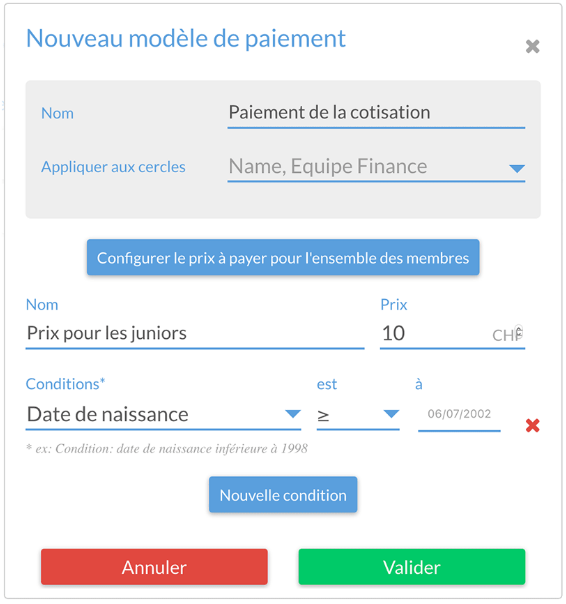 Nouveau modèle de paiement
Nom
Paiement de la cotisation
Appliquer aux cercles
Name, Equipe Finance
Configurer le prix à payer pour l'ensemble des membres
Nom
Prix
Prix pour les juniors
10
CHF
Conditions*
est
à
Date de naissance
≥
06/07/2002
* ex: Condition: date de naissance inférieure à 1998
Nouvelle condition
Annuler
Valider